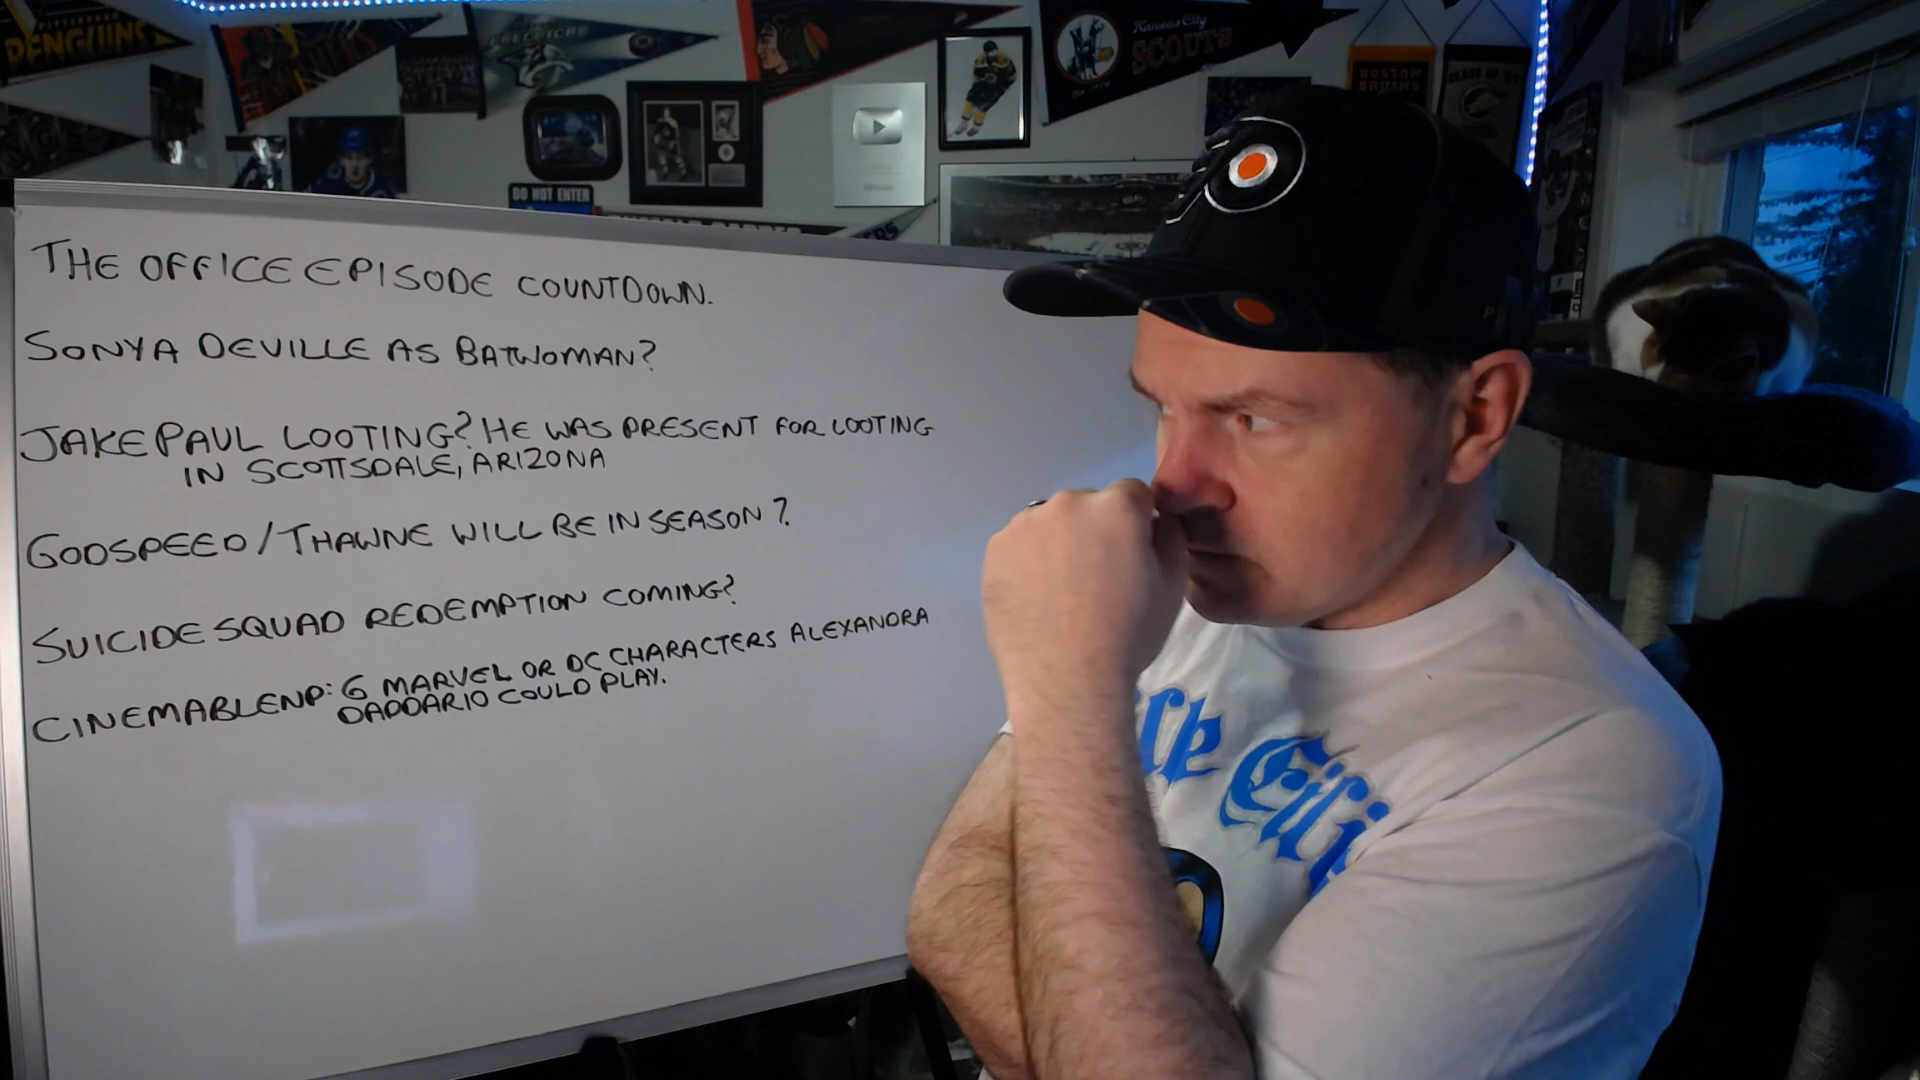 PENGUINS
Kansas City
SCOUTS
BOSTON
BRUINS
DO NOT ENTER
THE OFFICE EPISODE COUNTDOWN.
SONYA DEVILLE AS BATWOMAN?
JAKE PAUL LOOTING? HE WAS PRESENT FOR LOOTING
IN SCOTTSDALE, ARIZONA
GODSPEED/THAWNE WILL BE IN SEASON 7.
SUICIDE SQUAD REDEMPTION COMING?
CINEMABLEND: 6 MARVEL OR DC CHARACTERS ALEXANDRA
DADDARIO COULD PLAY.